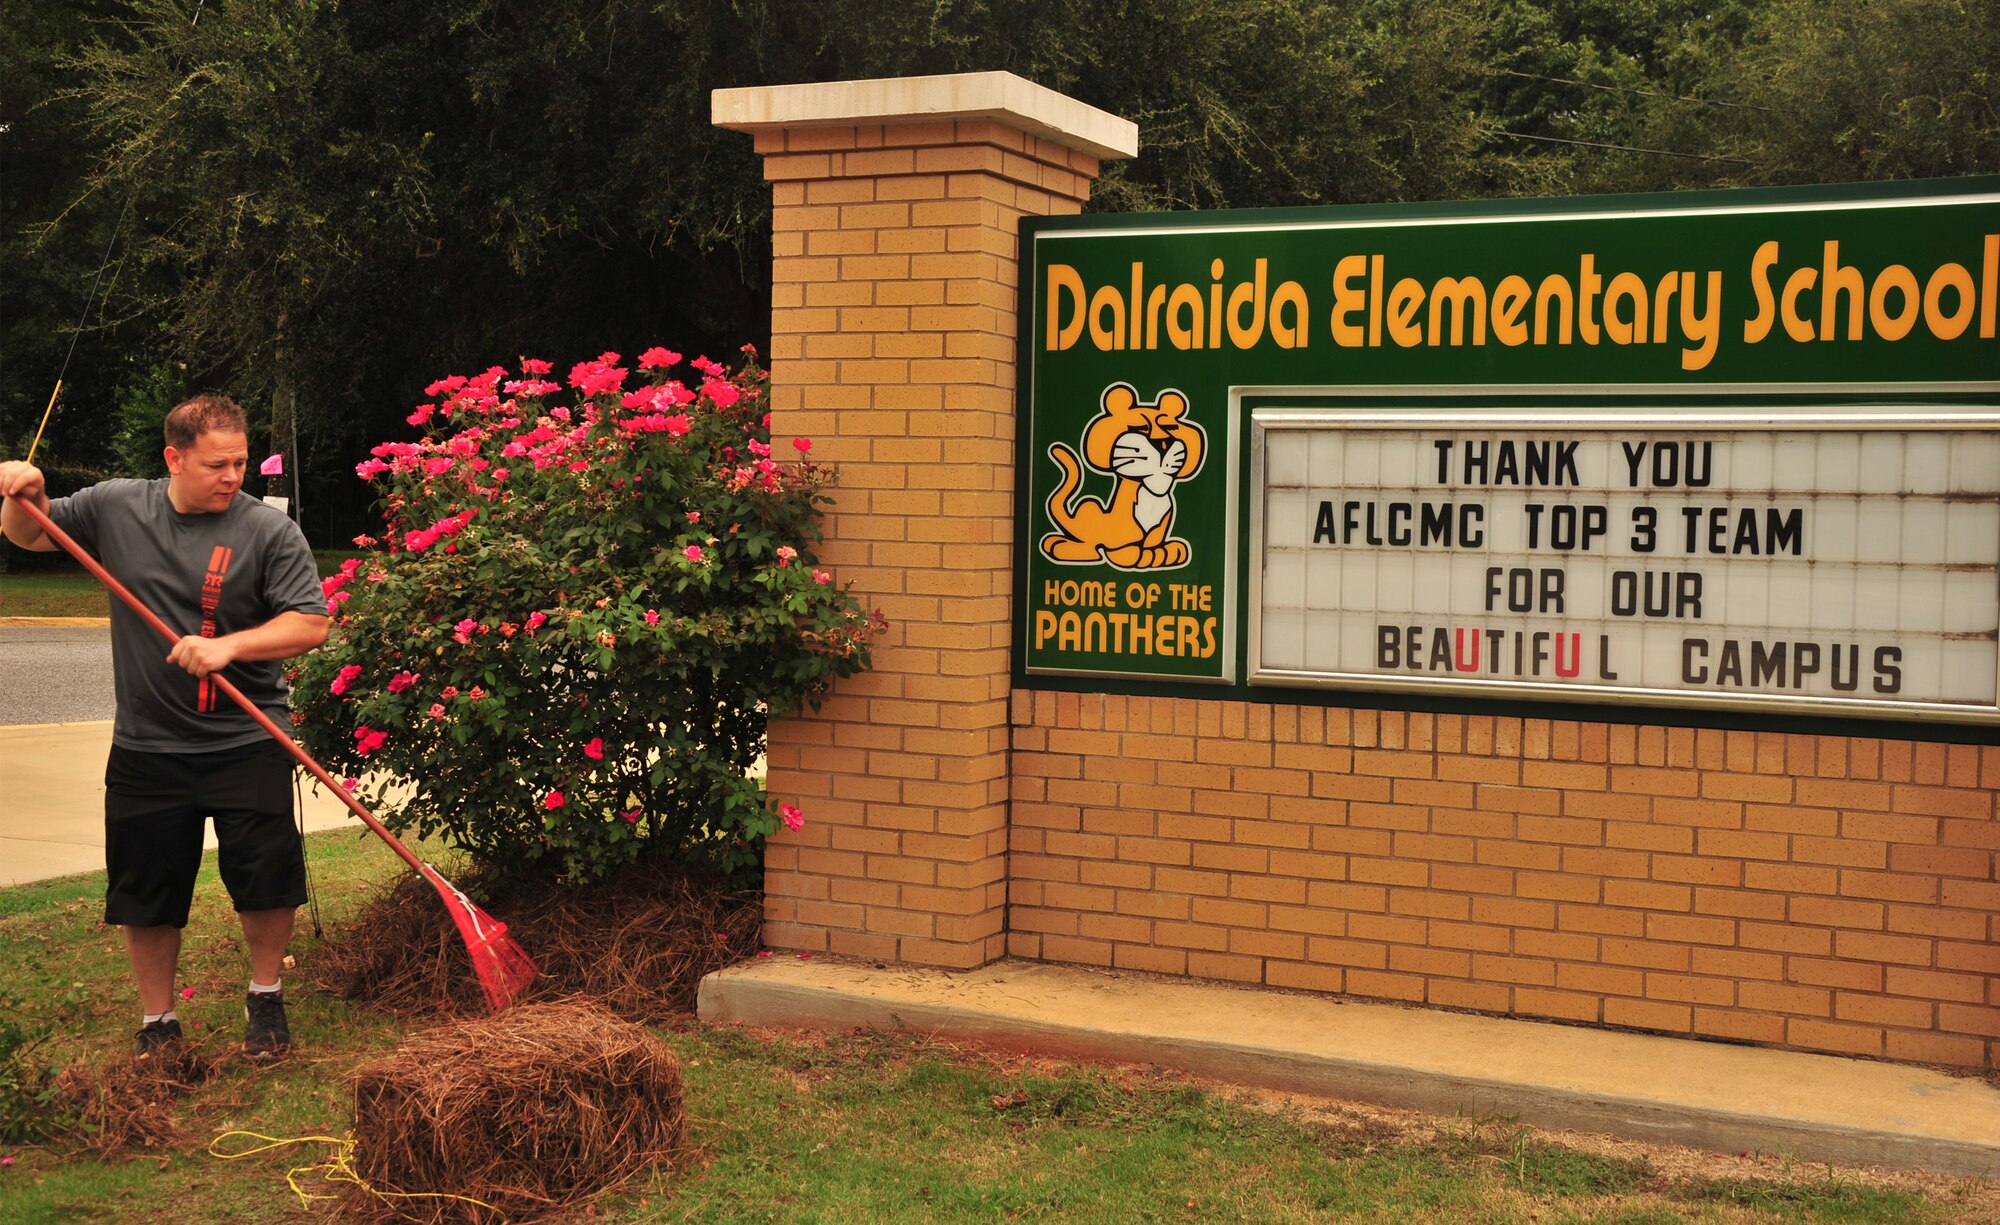 Dalraida Elementary School
HOME OF THE
PANTHERS
THANK YOU
AFLCMC TOP 3 TEAM
FOR OUR
BEAUTIFUL CAMPUS